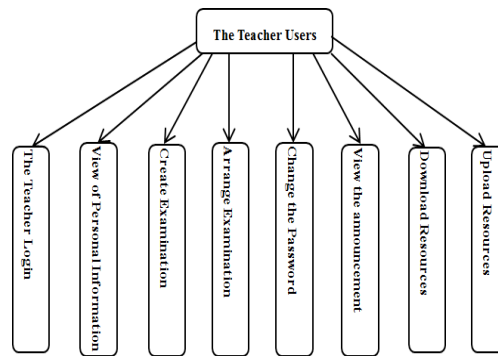 The Teacher Users
The Teacher Login
View of Personal Information
Create Examination
Arrange Examination
Change the Password
View the announcement
Download Resources
Upload Resources